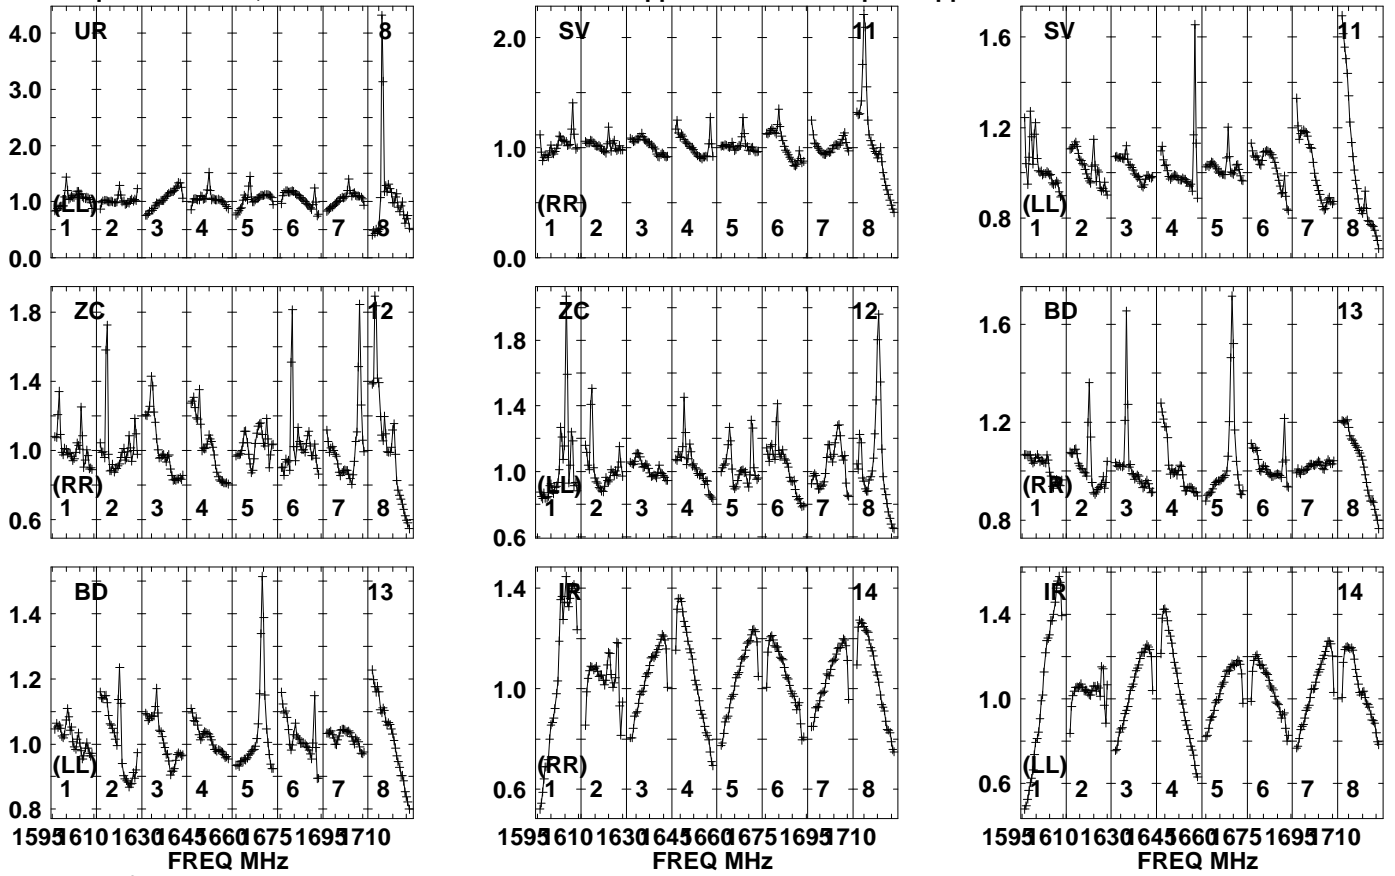 UR 8
4.0
3.0
2.0
1.0
0.0
(LL)
1 2 3 4 5 6 7 8
SV 11
2.0
1.0
0.0
(RR)
1 2 3 4 5 6 7 8
SV 11
1.6
1.2
0.8
(LL)
1 2 3 4 5 6 7 8
ZC 12
1.8
1.4
1.0
0.6
(RR)
1 2 3 4 5 6 7 8
ZC 12
1.8
1.4
1.0
0.6
(LL)
1 2 3 4 5 6 7 8
BD 13
1.6
1.2
0.8
(RR)
1 2 3 4 5 6 7 8
BD 13
1.4
1.2
1.0
0.8
(LL)
1 2 3 4 5 6 7 8
1595 1610 1630 1645 1660 1675 1695 1710
FREQ MHz
IR 14
1.4
1.0
0.6
(RR)
1 2 3 4 5 6 7 8
1595 1610 1630 1645 1660 1675 1695 1710
FREQ MHz
IR 14
1.4
1.0
0.6
(LL)
1 2 3 4 5 6 7 8
1595 1610 1630 1645 1660 1675 1695 1710
FREQ MHz